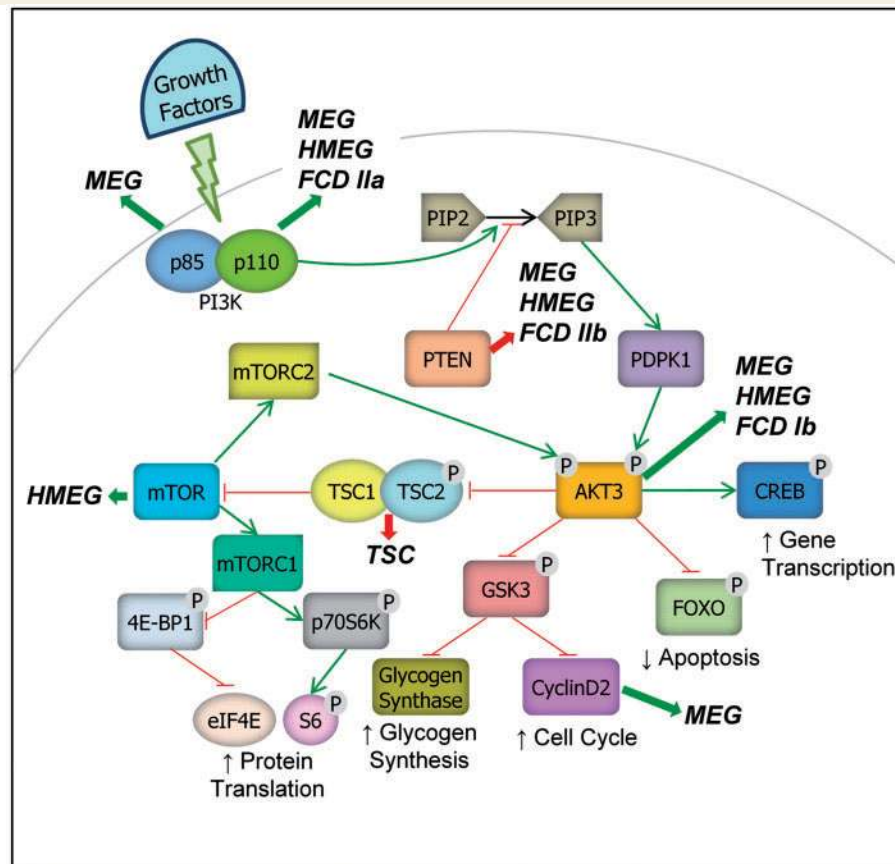 Growth
Factors
MEG
HMEG
FCD IIa
MEG
p85
p110
PI3K
PIP2
PIP3
MEG
HMEG
FCD IIb
PTEN
PDPK1
mTORC2
MEG
HMEG
FCD Ib
HMEG
mTOR
TSC1
TSC2
P
P
P
AKT3
CREB
P
TSC
↑ Gene
Transcription
mTORC1
GSK3
P
FOXO
P
↓ Apoptosis
4E-BP1
P
p70S6K
P
Glycogen
Synthase
CyclinD2
MEG
eIF4E
S6
P
↑ Protein
Translation
↑ Glycogen
Synthesis
↑ Cell Cycle